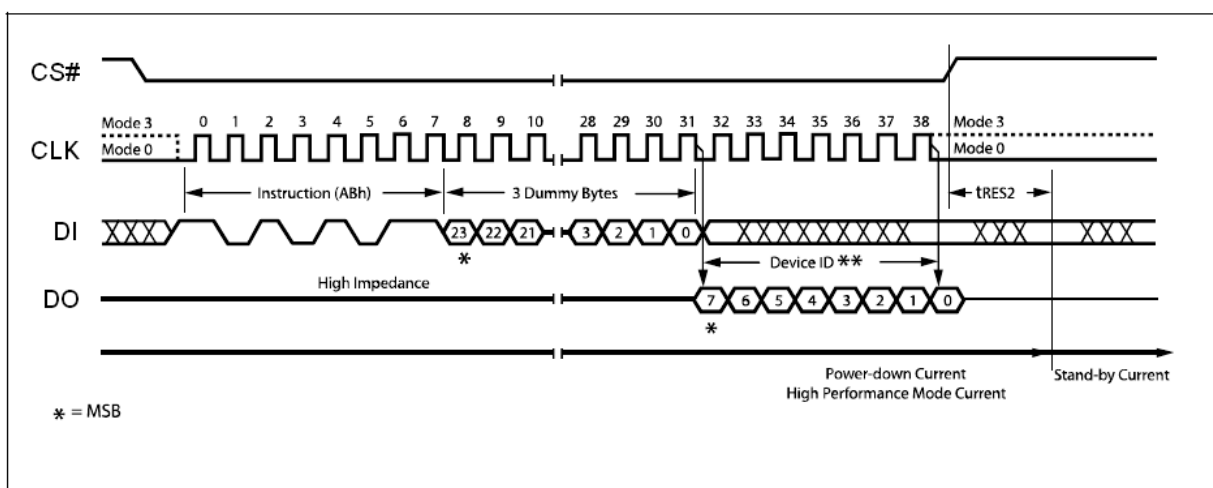 CS#
Mode 3
0 1 2 3 4 5 6 7 8 9 10 28 29 30 31 32 33 34 35 36 37 38
Mode 3
CLK
Mode 0
Mode 0
Instruction (ABh)
3 Dummy Bytes
tRES2
DI
23 22 21 3 2 1 0
*
Device ID **
High Impedance
DO
7 6 5 4 3 2 1 0
*
Power-down Current
High Performance Mode Current
Stand-by Current
* = MSB